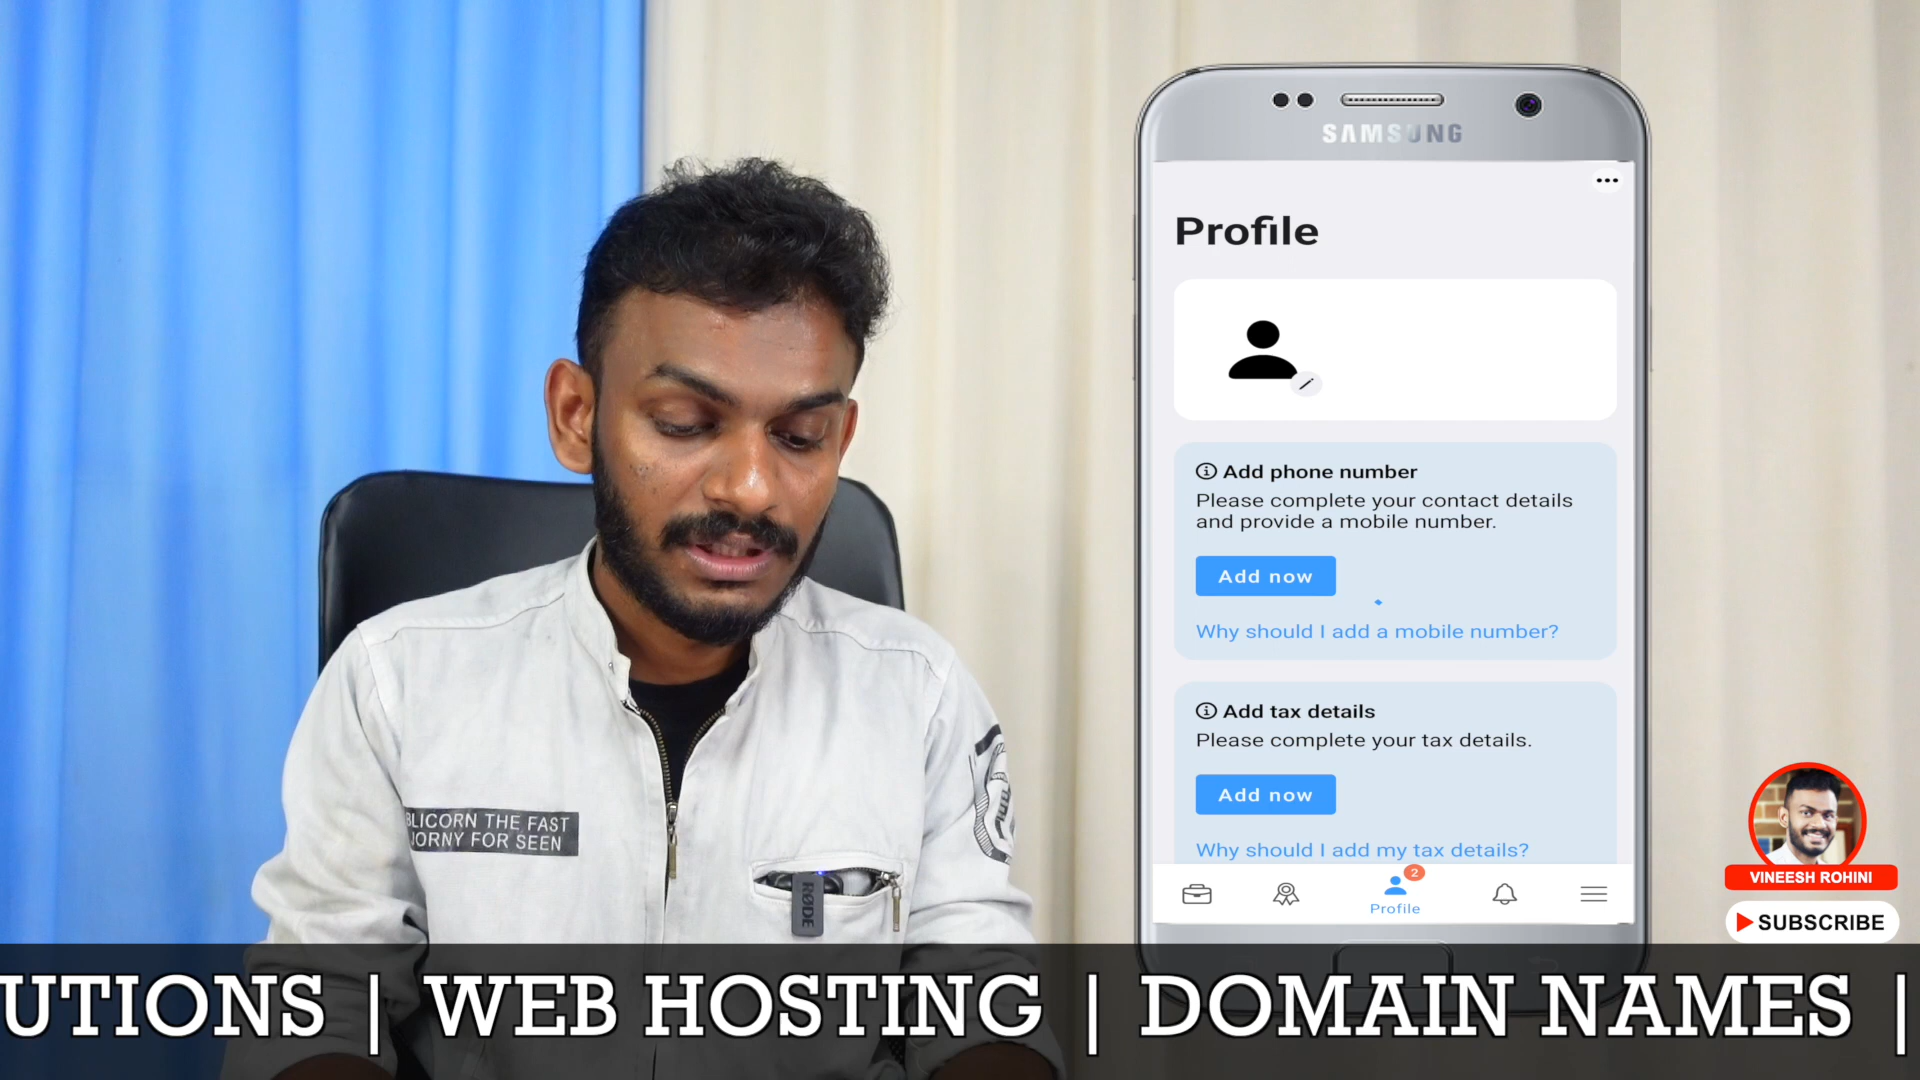 SAMSUNG
Profile
Add phone number
Please complete your contact details
and provide a mobile number.
Add now
Why should I add a mobile number?
Add tax details
Please complete your tax details.
Add now
Why should I add my tax details?
2
Profile
BLICORN THE FAST
JORNY FOR SEEN
RØDE
VINEESH ROHINI
SUBSCRIBE
UTIONS | WEB HOSTING | DOMAIN NAMES |